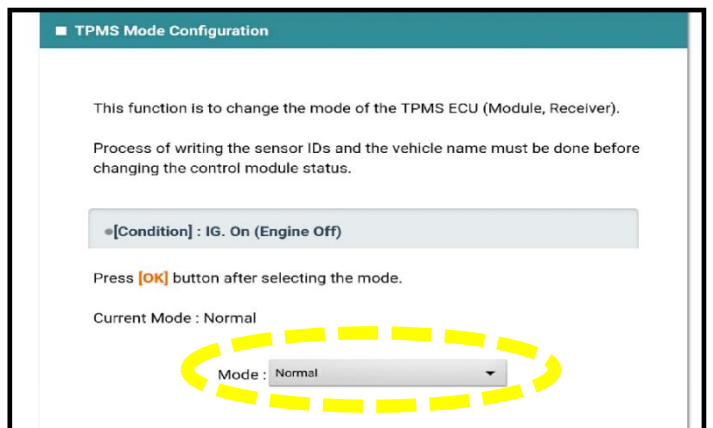 TPMS Mode Configuration
This function is to change the mode of the TPMS ECU (Module, Receiver).
Process of writing the sensor IDs and the vehicle name must be done before
changing the control module status.
[Condition] : IG. On (Engine Off)
Press [OK] button after selecting the mode.
Current Mode : Normal
Mode : Normal